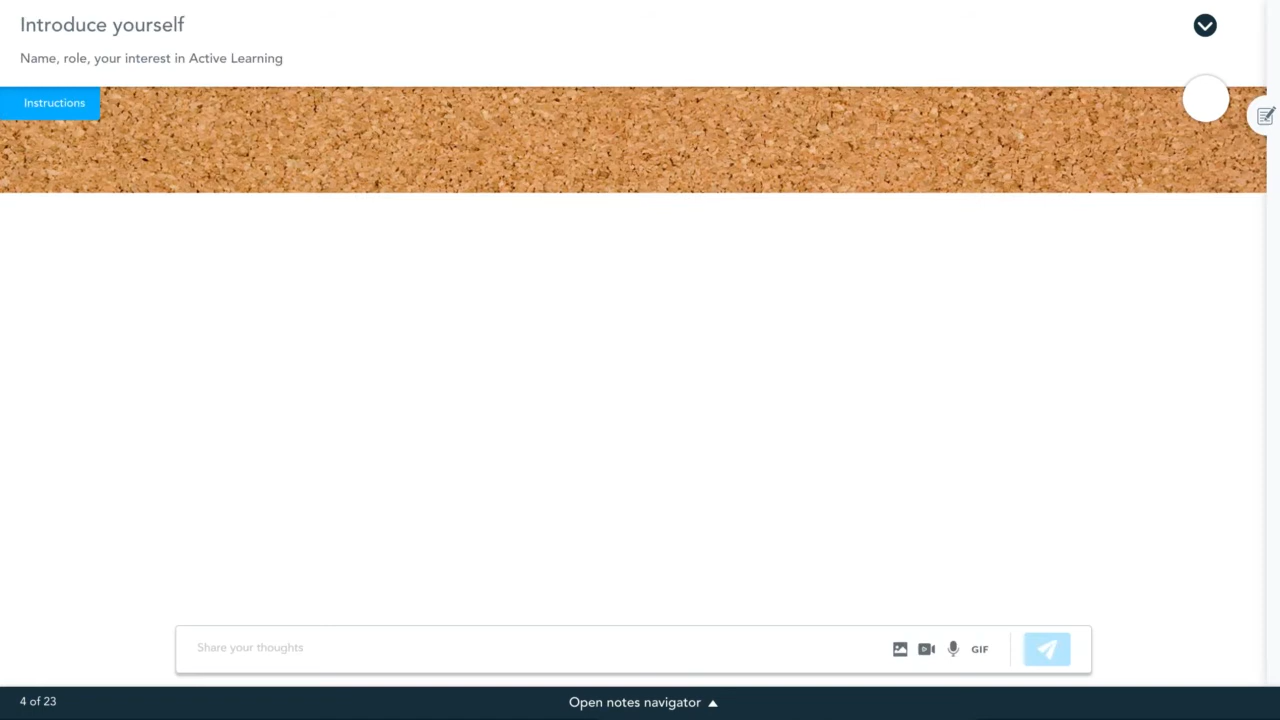 Introduce yourself
Name, role, your interest in Active Learning
Instructions
Share your thoughts
GIF
4 of 23
Open notes navigator